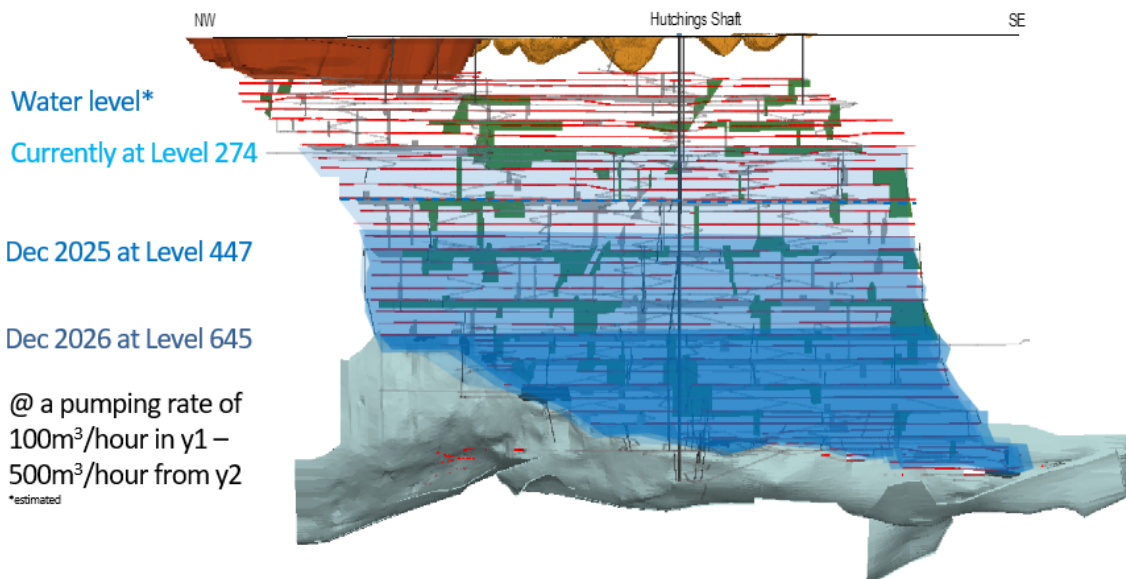 NW
Hutchings Shaft
SE
Water level*
Currently at Level 274
Dec 2025 at Level 447
Dec 2026 at Level 645
@ a pumping rate of
100m³/hour in y1 –
500m³/hour from y2
*estimated